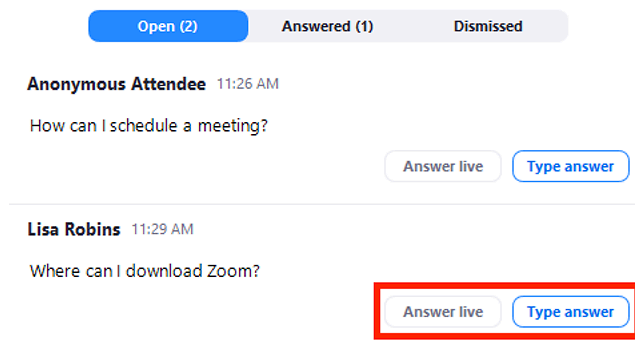 Open (2) Answered (1) Dismissed
Anonymous Attendee 11:26 AM
How can I schedule a meeting?
Answer live Type answer
Lisa Robins 11:29 AM
Where can I download Zoom?
Answer live Type answer